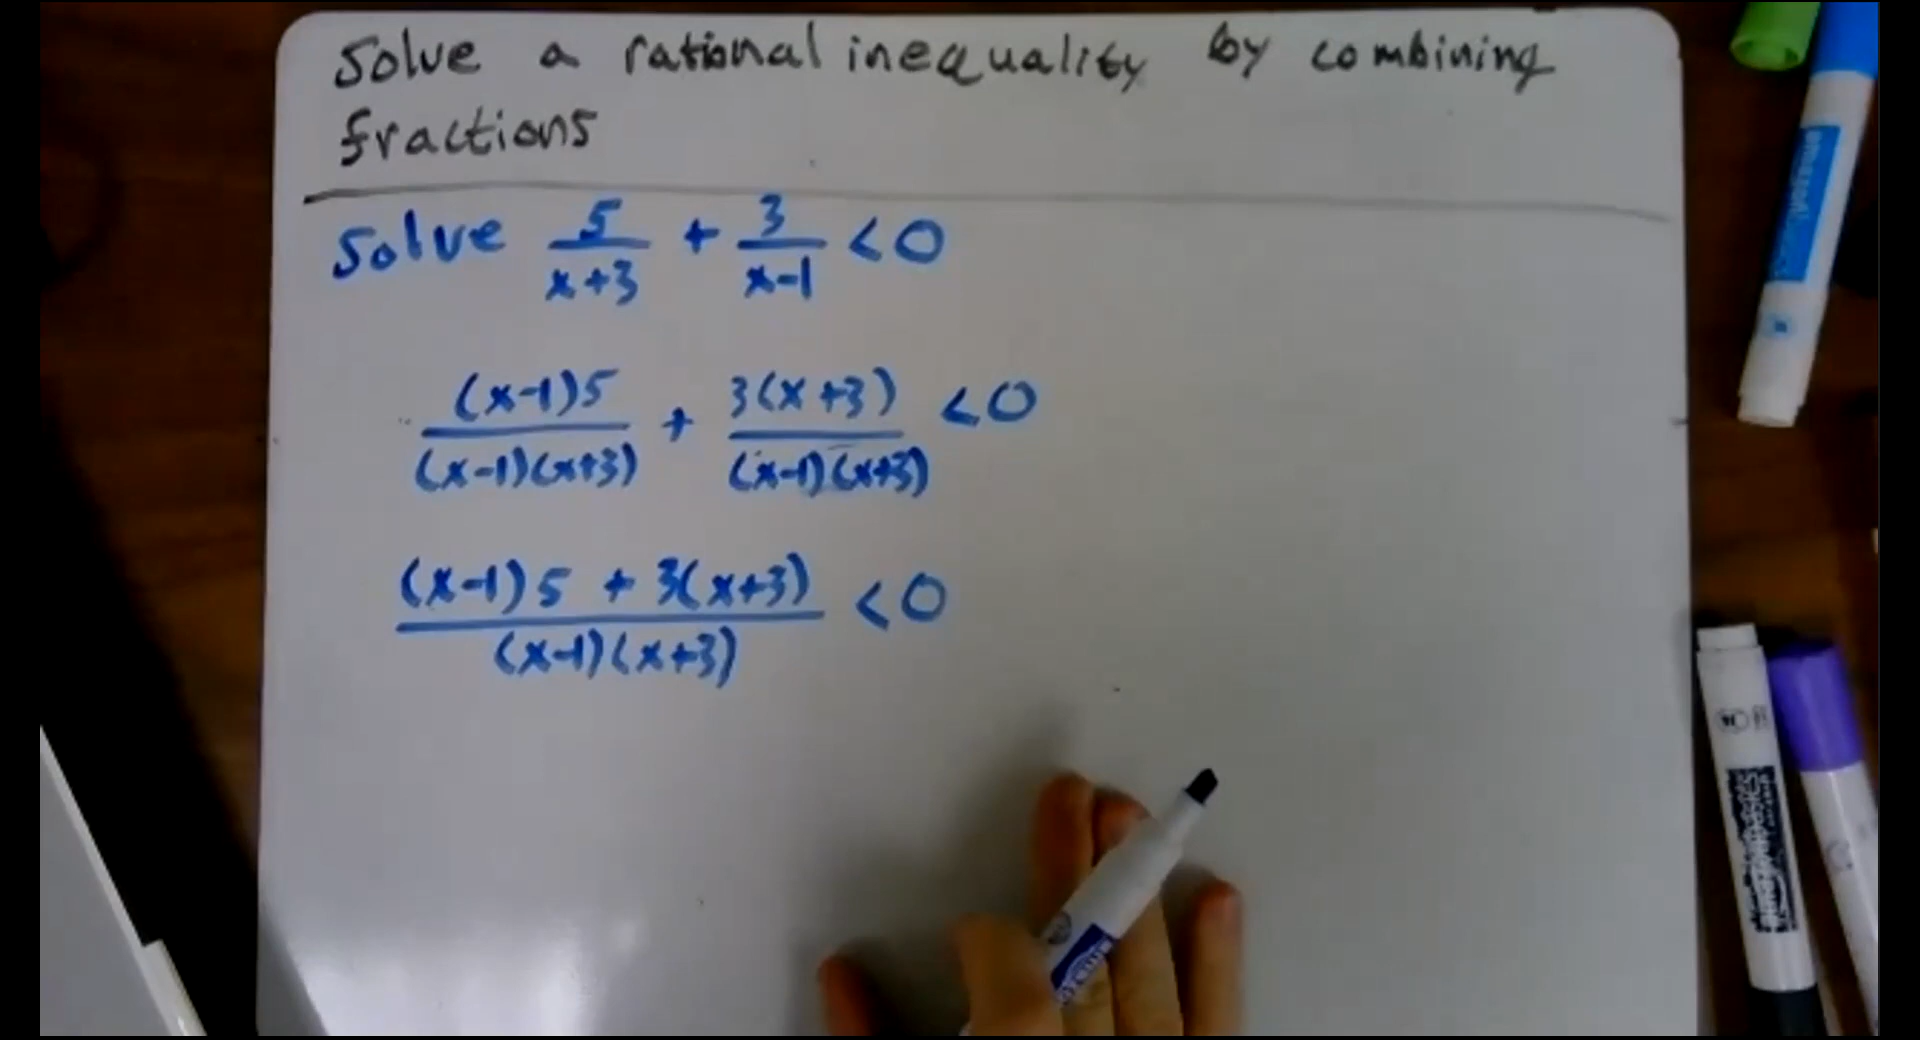 Solve a rational inequality by combining
fractions
Solve 5/(x+3) + 3/(x-1) < 0
(x-1)5/((x-1)(x+3)) + 3(x+3)/((x-1)(x+3)) < 0
((x-1)5 + 3(x+3))/((x-1)(x+3)) < 0